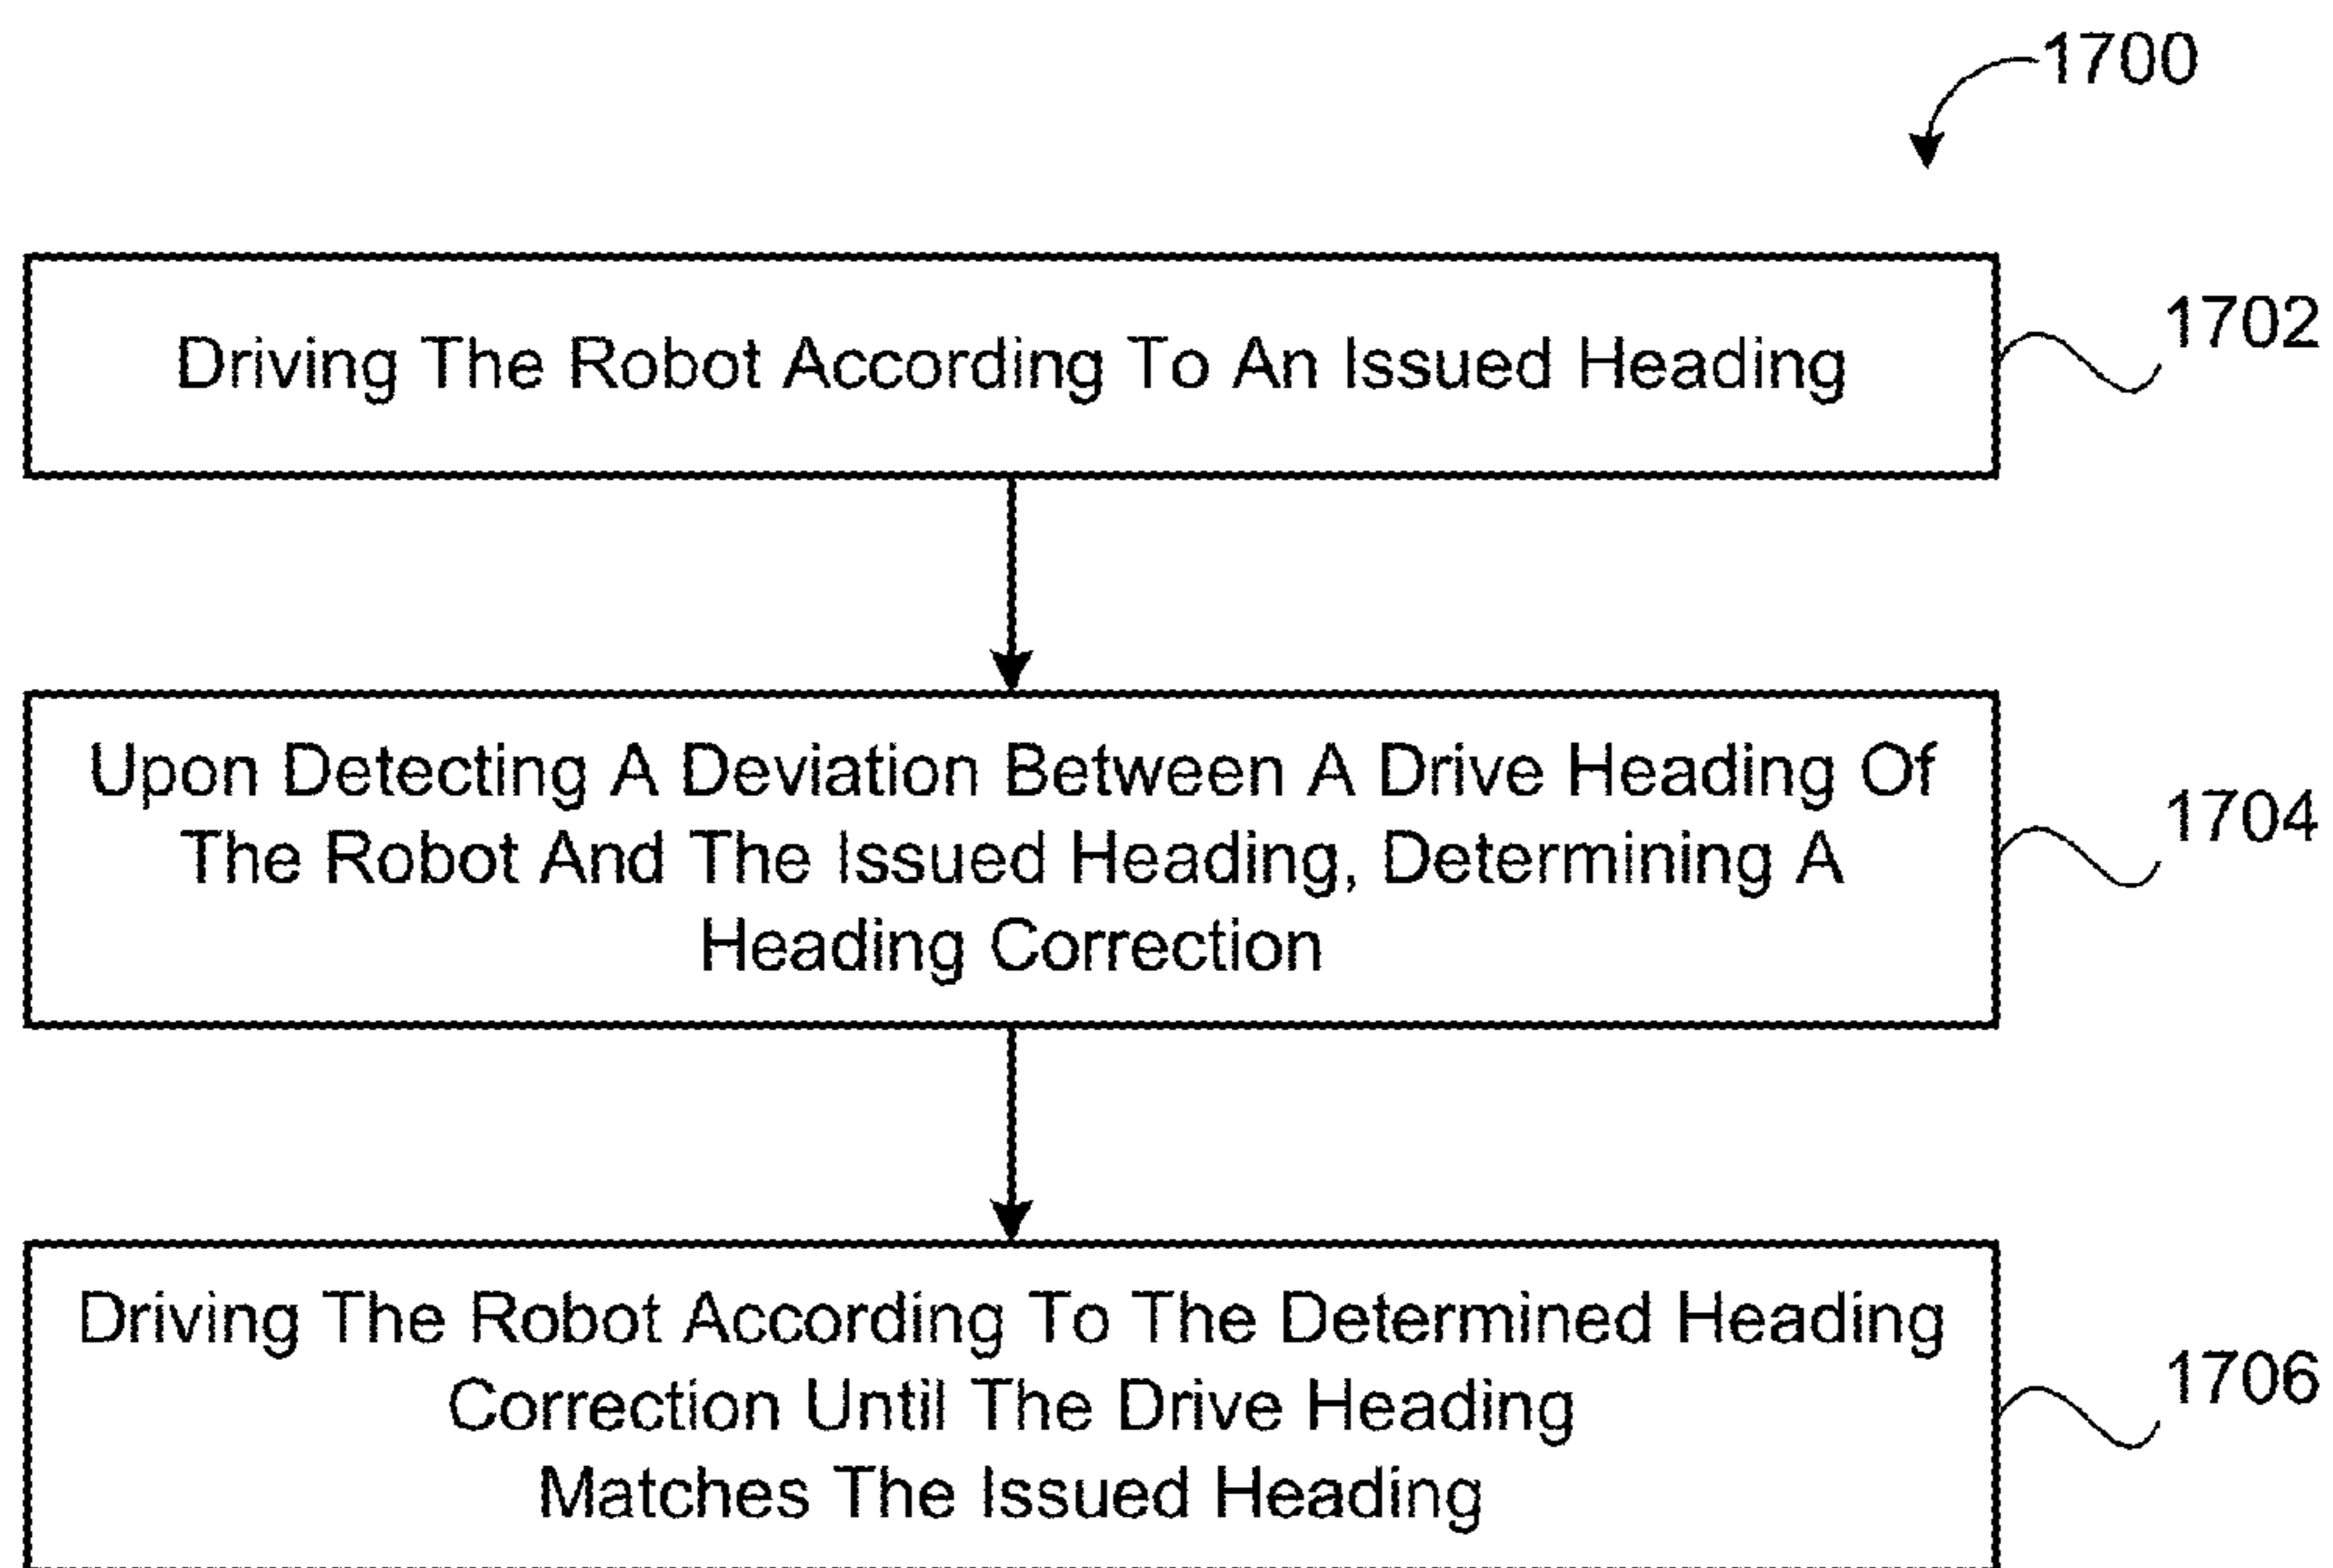 1700
Driving The Robot According To An Issued Heading
1702
Upon Detecting A Deviation Between A Drive Heading Of
The Robot And The Issued Heading, Determining A
Heading Correction
1704
Driving The Robot According To The Determined Heading
Correction Until The Drive Heading
Matches The Issued Heading
1706